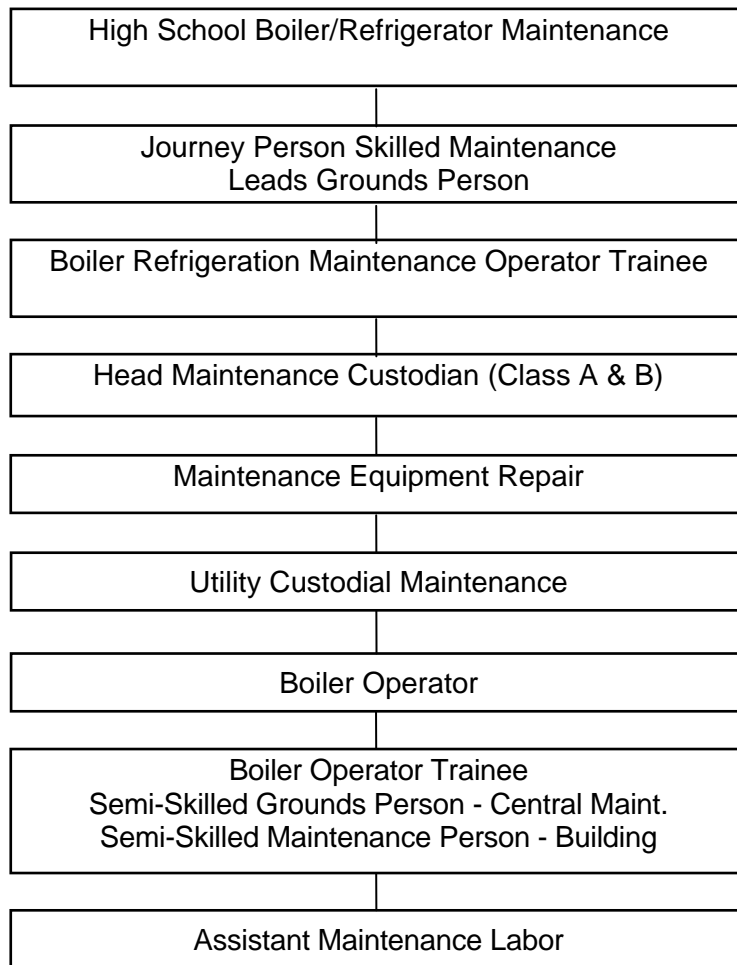 High School Boiler/Refrigerator Maintenance
Journey Person Skilled Maintenance
Leads Grounds Person
Boiler Refrigeration Maintenance Operator Trainee
Head Maintenance Custodian (Class A & B)
Maintenance Equipment Repair
Utility Custodial Maintenance
Boiler Operator
Boiler Operator Trainee
Semi-Skilled Grounds Person - Central Maint.
Semi-Skilled Maintenance Person - Building
Assistant Maintenance Labor